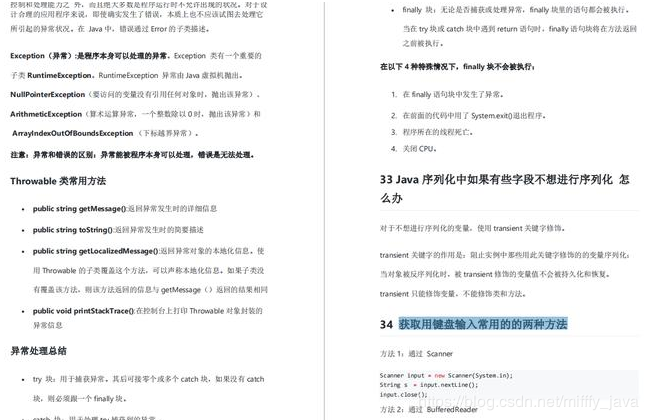 控制和处理能力之 外，而且绝大多数是程序运行时不允许出现的状况。对于设
计合理的应用程序来说，即使确实发生了错误，本质上也不应该试图去处理它
所引起的异常状况。在 Java 中，错误通过 Error 的子类描述。
Exception（异常）:是程序本身可以处理的异常。Exception 类有一个重要的
子类 RuntimeException。RuntimeException 异常由 Java 虚拟机抛出。
NullPointerException（要访问的变量没有引用任何对象时，抛出该异常）、
ArithmeticException（算术运算异常，一个整数除以 0 时，抛出该异常）和
ArrayIndexOutOfBoundsException （下标越界异常）。
注意：异常和错误的区别：异常能被程序本身可以处理，错误是无法处理。
Throwable 类常用方法
• public string getMessage():返回异常发生时的详细信息
• public string toString():返回异常发生时的简要描述
• public string getLocalizedMessage():返回异常对象的本地化信息。使
用 Throwable 的子类覆盖这个方法，可以声称本地化信息。如果子类没
有覆盖该方法，则该方法返回的信息与 getMessage（）返回的结果相同
• public void printStackTrace():在控制台上打印 Throwable 对象封装的
异常信息
异常处理总结
• try 块：用于捕获异常。其后可接零个或多个 catch 块，如果没有 catch
块，则必须跟一个 finally 块。
• catch 块：用于处理 try 捕获到的异常。
• finally 块：无论是否捕获或处理异常，finally 块里的语句都会被执行。
当在 try 块或 catch 块中遇到 return 语句时，finally 语句块将在方法返回
之前被执行。
在以下 4 种特殊情况下，finally 块不会被执行：
1. 在 finally 语句块中发生了异常。
2. 在前面的代码中用了 System.exit()退出程序。
3. 程序所在的线程死亡。
4. 关闭 CPU。
33 Java 序列化中如果有些字段不想进行序列化 怎
么办
对于不想进行序列化的变量，使用 transient 关键字修饰。
transient 关键字的作用是：阻止实例中那些用此关键字修饰的的变量序列化；
当对象被反序列化时，被 transient 修饰的变量值不会被持久化和恢复。
transient 只能修饰变量，不能修饰类和方法。
34 获取用键盘输入常用的的两种方法
方法 1：通过 Scanner
Scanner input = new Scanner(System.in);
String s = input.nextLine();
input.close();
https://blog.csdn.net/miffy_java
方法 2：通过 BufferedReader